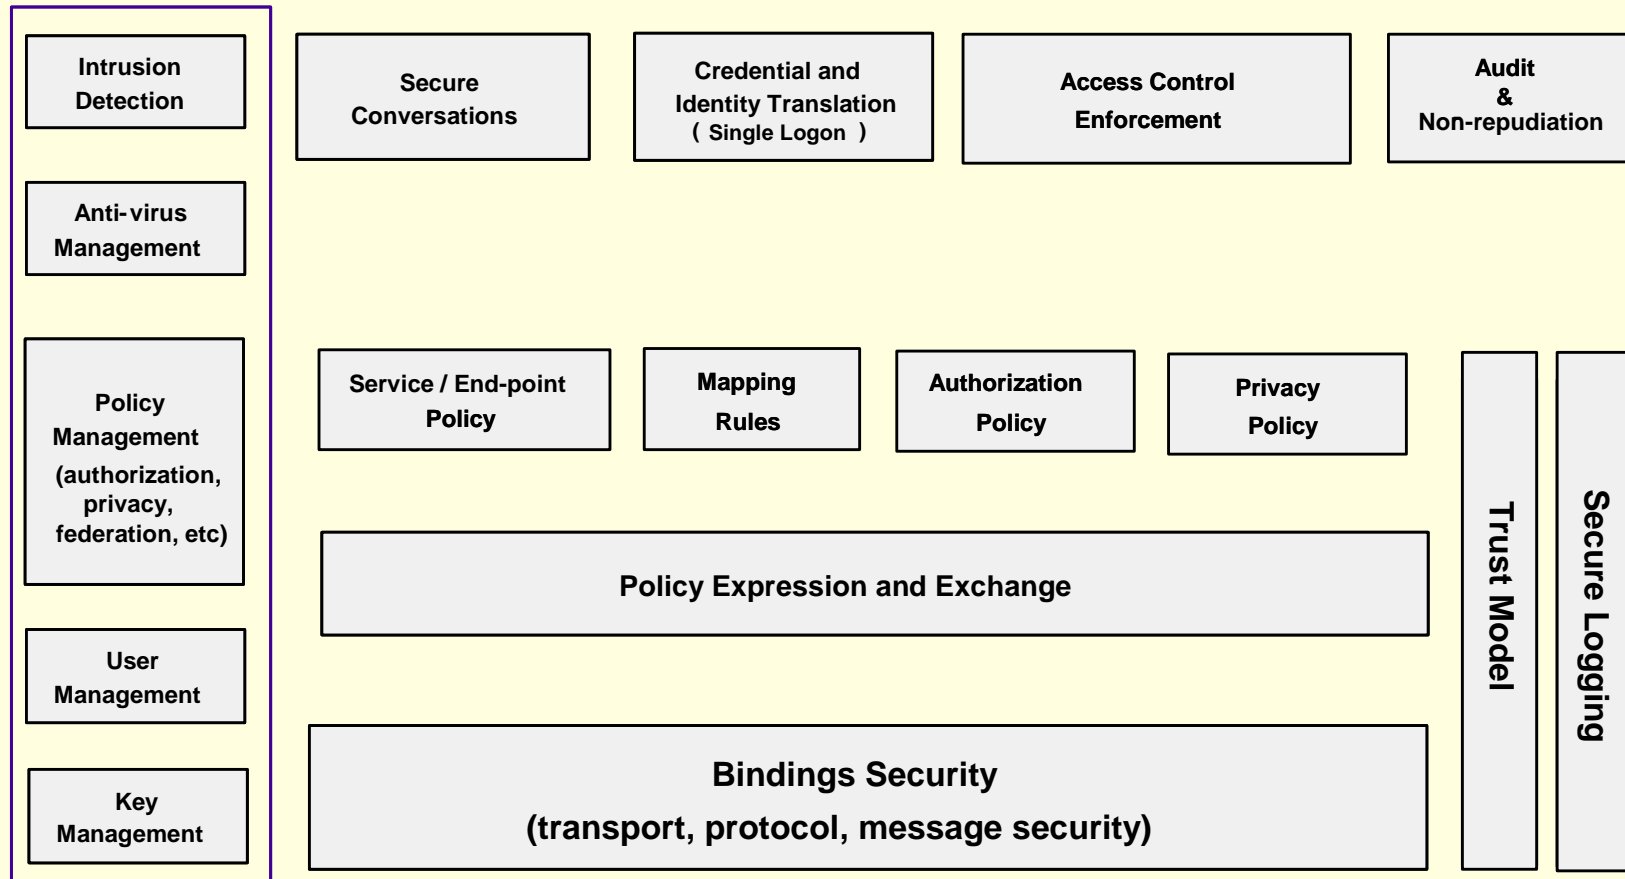 Intrusion
Detection
Anti-virus
Management
Policy
Management
(authorization,
privacy,
federation, etc)
User
Management
Key
Management
Secure
Conversations
Credential and
Identity Translation
( Single Logon )
Access Control
Enforcement
Audit
&
Non-repudiation
Service / End-point
Policy
Mapping
Rules
Authorization
Policy
Privacy
Policy
Policy Expression and Exchange
Bindings Security
(transport, protocol, message security)
Trust Model
Secure Logging